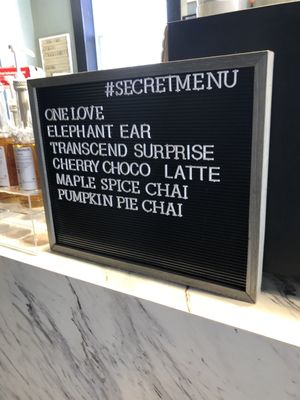 #SECRETMENU
ONE LOVE
ELEPHANT EAR
TRANSCEND SURPRISE
CHERRY CHOCO LATTE
MAPLE SPICE CHAI
PUMPKIN PIE CHAI